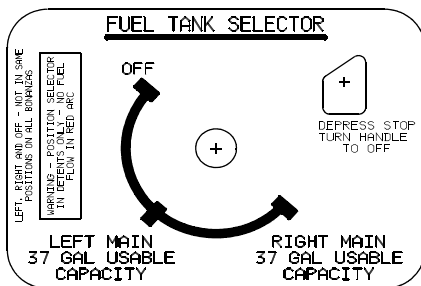 FUEL TANK SELECTOR
LEFT, RIGHT AND OFF - NOT IN SAME
POSITIONS ON ALL BONANZAS
WARNING - POSITION SELECTOR
IN DETENTS ONLY - NO FUEL
FLOW IN RED ARC
OFF
DEPRESS STOP
TURN HANDLE
TO OFF
LEFT MAIN
37 GAL USABLE
CAPACITY
RIGHT MAIN
37 GAL USABLE
CAPACITY